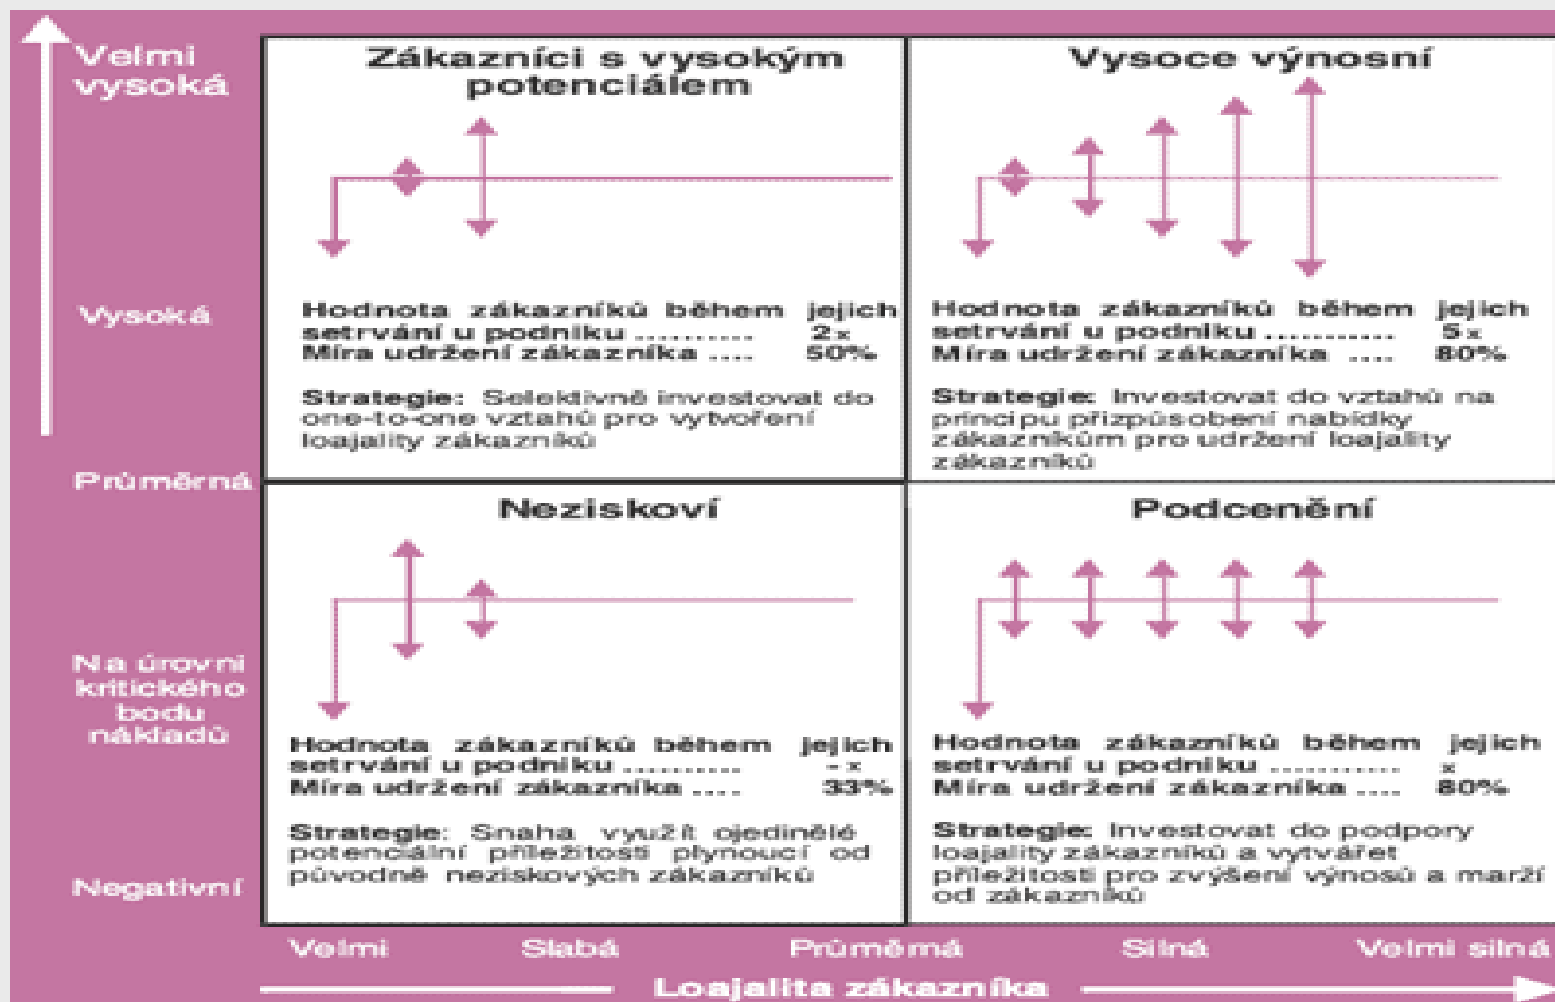 Velmi
vysoká
Vysoká
Průměrná
Na úrovni
kritického
bodu
nákladů
Negativní
Zákazníci s vysokým
potenciálem
Hodnota zákazníků během jejich
setrvání u podniku .......... 2x
Míra udržení zákazníka .... 50%
Strategie: Selektivně investovat do
one-to-one vztahů pro vytvoření
loajality zákazníků
Vysoce výnosní
Hodnota zákazníků během jejich
setrvání u podniku ........... 5x
Míra udržení zákazníka .... 80%
Strategie: Investovat do vztahů na
principu přizpůsobení nabídky
zákazníkům pro udržení loajality
zákazníků
Neziskoví
Hodnota zákazníků během jejich
setrvání u podniku .......... - x
Míra udržení zákazníka .... 33%
Strategie: Snaha využít ojedinělé
potenciální příležitosti plynoucí od
původně neziskových zákazníků
Podcenění
Hodnota zákazníků během jejich
setrvání u podniku ........... x
Míra udržení zákazníka .... 80%
Strategie: Investovat do podpory
loajality zákazníků a vytvářet
příležitosti pro zvýšení výnosů a marží
od zákazníků
Velmi Slabá Průměrná Silná Velmi silná
Loajalita zákazníka